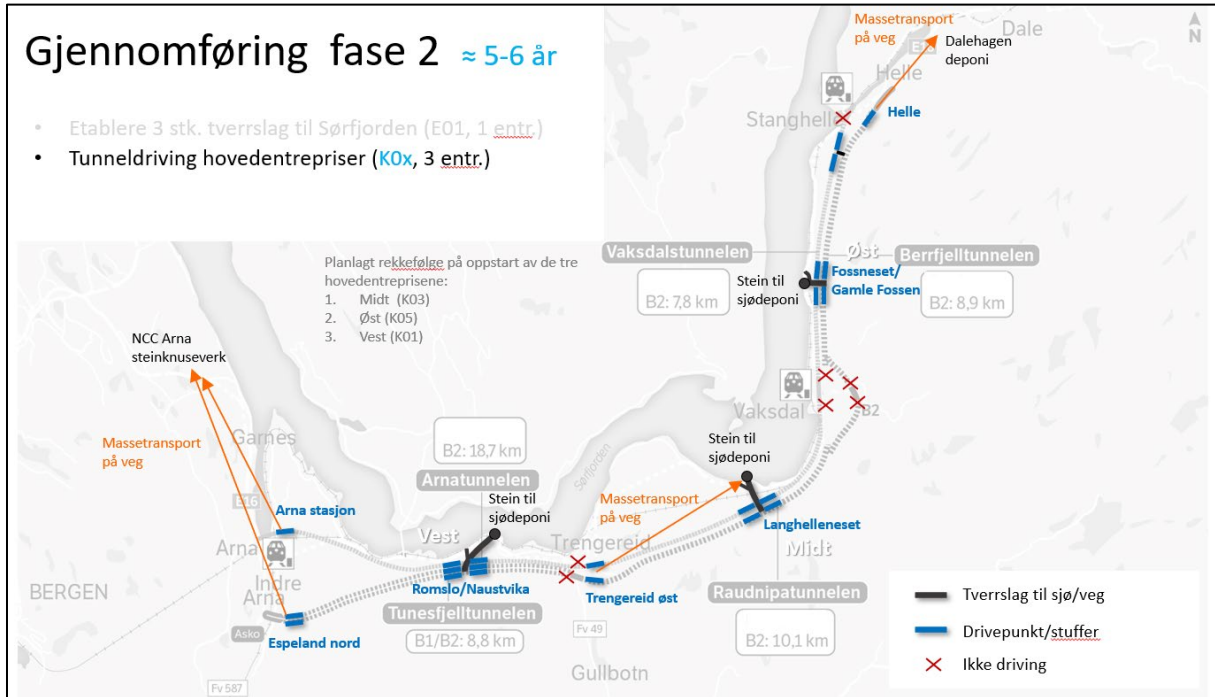 Gjennomføring fase 2 ≈ 5-6 år
• Etablere 3 stk. tverrslag til Sørfjorden (E01, 1 entr.)
• Tunneldriving hovedentrepriser (K0x, 3 entr.)
Planlagt rekkefølge på oppstart av de tre
hovedentreprisene:
1. Midt (K03)
2. Øst (K05)
3. Vest (K01)
Massetransport
på veg
Dale
Dalehagen
deponi
Helle
Helle
Stanghelle
A
N
Vaksdalstunnelen
B2: 7,8 km
Øst
Berrfjelltunnelen
B2: 8,9 km
Stein til
sjødeponi
Fossneset/
Gamle Fossen
Vaksdal
B2
NCC Arna
steinknuseverk
Massetransport
på veg
Garnes
E16
Arna stasjon
Arna
Indre
Arna
BERGEN
Asko
Espeland nord
Fv 587
B2: 18,7 km
Arnatunnelen
Stein til
sjødeponi
Vest
Romslo/Naustvika
Tunesfjelltunnelen
B1/B2: 8,8 km
Sørfjorden
Trengereid
Massetransport
på veg
Trengereid øst
Fv 49
Gullbotn
Stein til
sjødeponi
Langhelleneset
Midt
Raudnipatunnelen
B2: 10,1 km
Tverrslag til sjø/veg
Drivepunkt/stuffer
Ikke driving